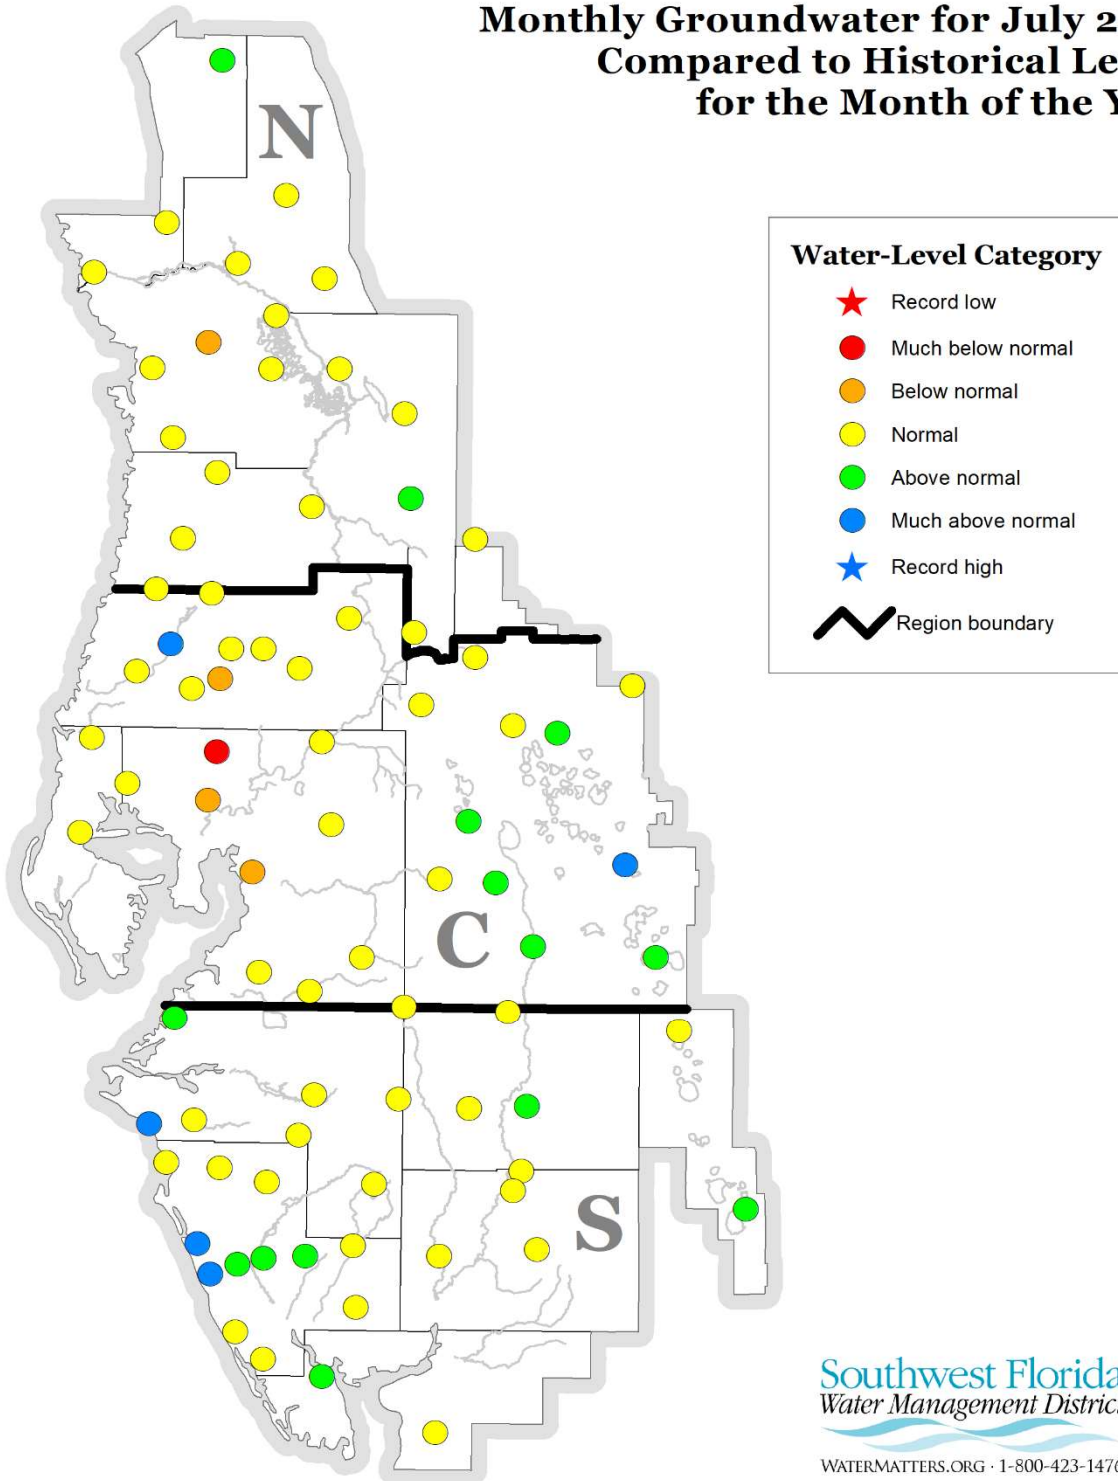 Monthly Groundwater for July 2
Compared to Historical Le
for the Month of the Y
N
Water-Level Category
Record low
Much below normal
Below normal
Normal
Above normal
Much above normal
Record high
Region boundary
C
S
Southwest Florida
Water Management District
WATERMATTERS.ORG · 1-800-423-1476